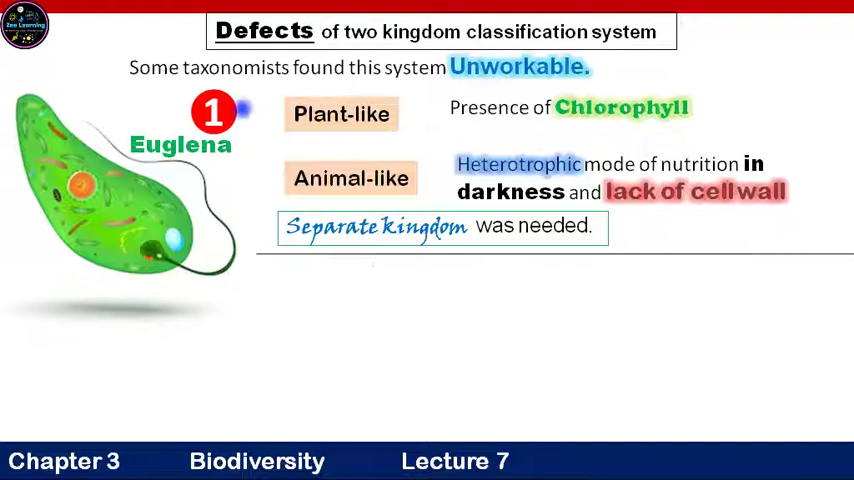 Zee Learning
Defects of two kingdom classification system
Some taxonomists found this system Unworkable.
1
Euglena
Plant-like
Presence of Chlorophyll
Animal-like
Heterotrophic mode of nutrition in
darkness and lack of cell wall
Separate kingdom was needed.
Chapter 3 Biodiversity Lecture 7